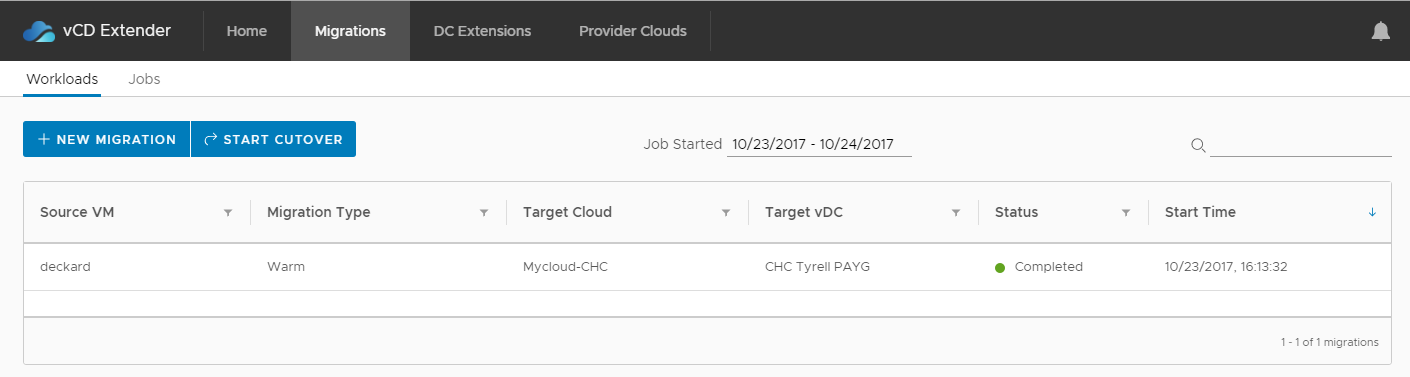 vCD Extender Home Migrations DC Extensions Provider Clouds
Workloads Jobs
NEW MIGRATION START CUTOVER Job Started 10/23/2017 - 10/24/2017
Source VM Migration Type Target Cloud Target vDC Status Start Time
deckard Warm Mycloud-CHC CHC Tyrell PAYG Completed 10/23/2017, 16:13:32
1 - 1 of 1 migrations